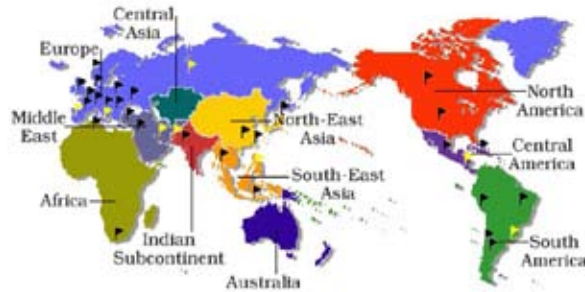 Central
Asia
Europe
North
America
Middle
East
North-East
Asia
Central
America
South-East
Asia
Africa
Indian
Subcontinent
South
America
Australia